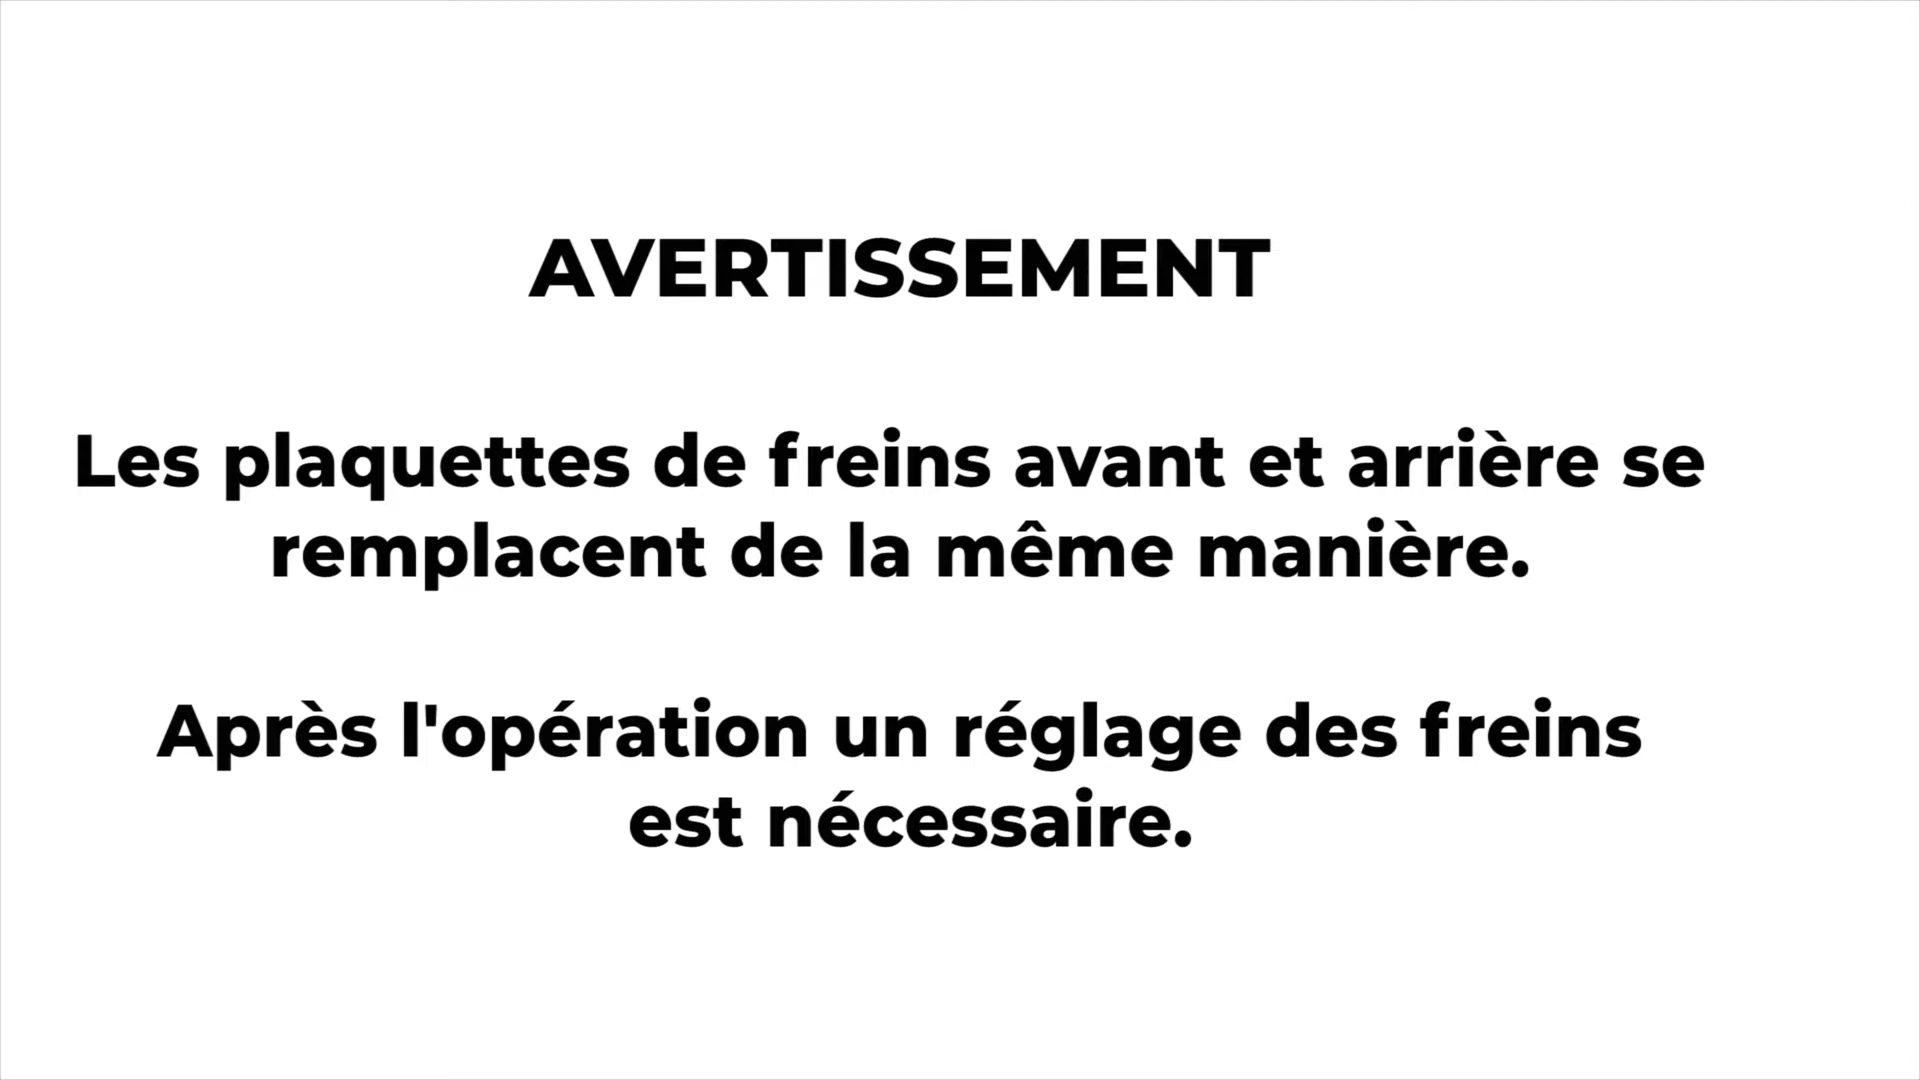 AVERTISSEMENT
Les plaquettes de freins avant et arrière se
remplacent de la même manière.
Après l'opération un réglage des freins
est nécessaire.